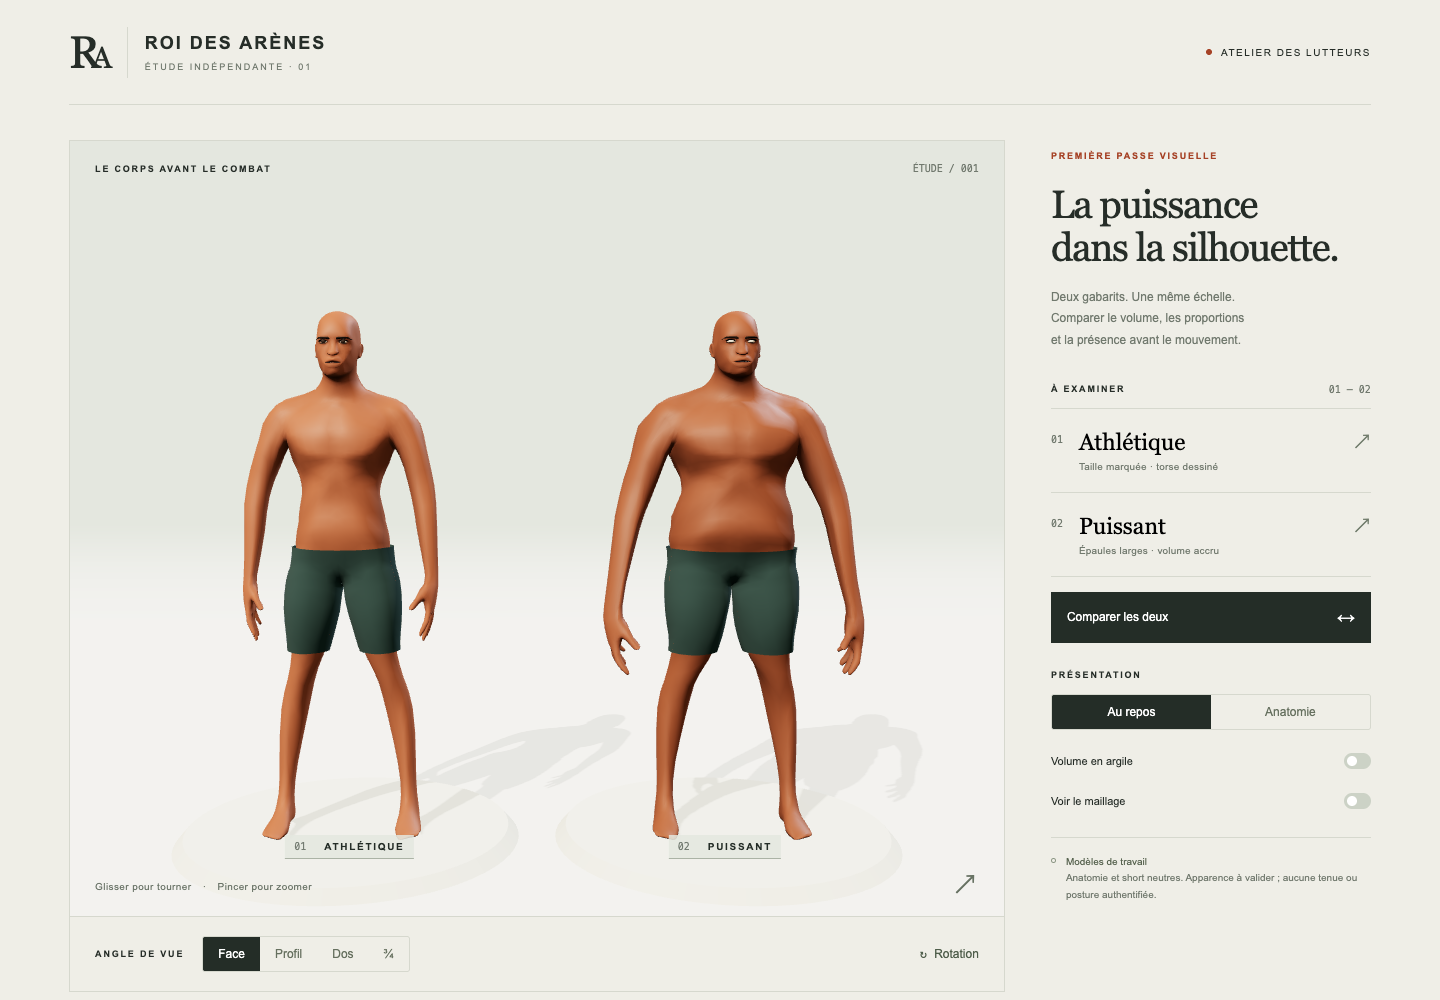 RA
ROI DES ARÈNES
ÉTUDE INDÉPENDANTE · 01
ATELIER DES LUTTEURS
LE CORPS AVANT LE COMBAT
ÉTUDE / 001
01 ATHLÉTIQUE
02 PUISSANT
Glisser pour tourner · Pincer pour zoomer
ANGLE DE VUE
Face
Profil
Dos
¾
↻ Rotation
PREMIÈRE PASSE VISUELLE
La puissance
dans la silhouette.
Deux gabarits. Une même échelle.
Comparer le volume, les proportions
et la présence avant le mouvement.
À EXAMINER
01 — 02
01 Athlétique
Taille marquée · torse dessiné
02 Puissant
Épaules larges · volume accru
Comparer les deux
PRÉSENTATION
Au repos
Anatomie
Volume en argile
Voir le maillage
Modèles de travail
Anatomie et short neutres. Apparence à valider ; aucune tenue ou
posture authentifiée.